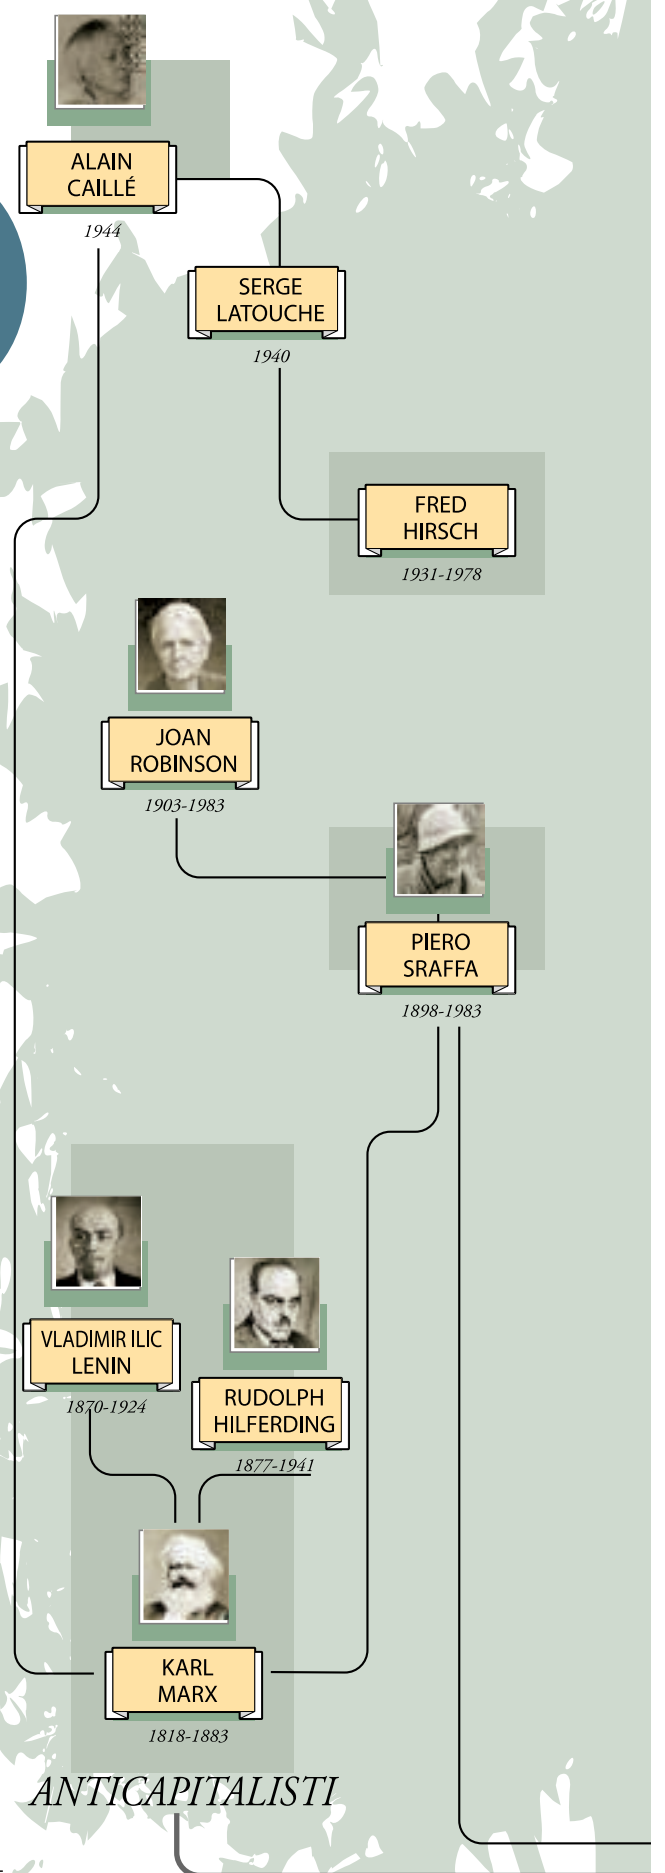 ALAIN
CAILLÉ
1944
SERGE
LATOUCHE
1940
FRED
HIRSCH
1931-1978
JOAN
ROBINSON
1903-1983
PIERO
SRAFFA
1898-1983
VLADIMIR ILIC
LENIN
1870-1924
RUDOLPH
HILFERDING
1877-1941
KARL
MARX
1818-1883
ANTICAPITALISTI